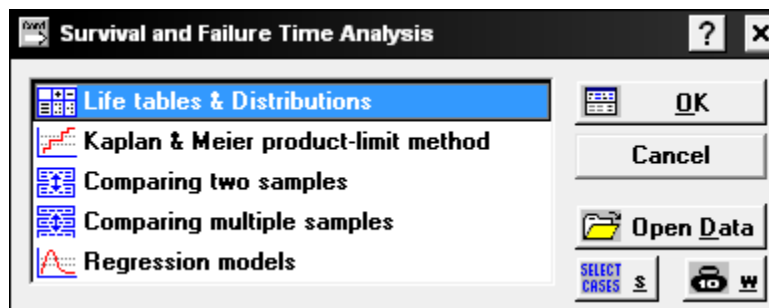 Survival and Failure Time Analysis
?
Life tables & Distributions
Kaplan & Meier product-limit method
Comparing two samples
Comparing multiple samples
Regression models
OK
Cancel
Open Data
SELECT
CASES
S
10
W